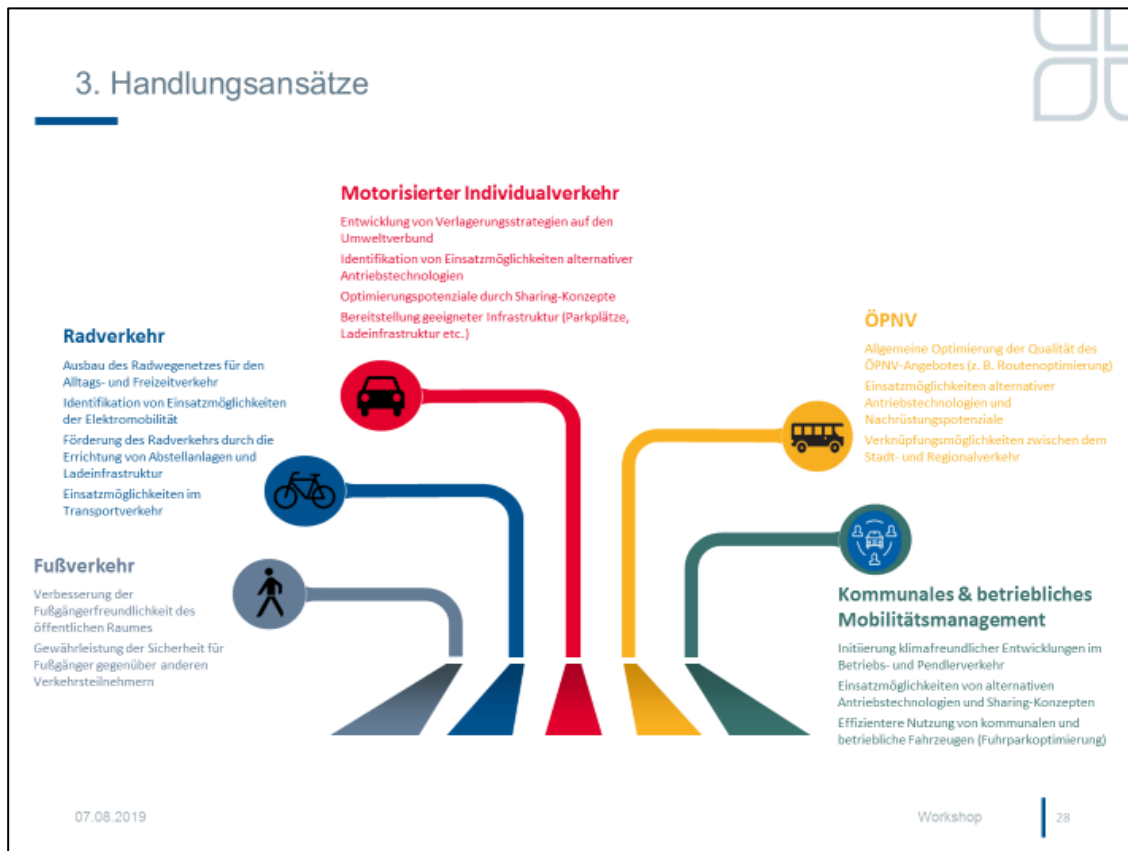 3. Handlungsansätze
Motorisierter Individualverkehr
Entwicklung von Verlagerungsstrategien auf den
Umweltverbund
Identifikation von Einsatzmöglichkeiten alternativer
Antriebstechnologien
Optimierungspotenziale durch Sharing-Konzepte
Bereitstellung geeigneter Infrastruktur (Parkplätze,
Ladeinfrastruktur etc.)
Radverkehr
Ausbau des Radwegenetzes für den
Alltags- und Freizeitverkehr
Identifikation von Einsatzmöglichkeiten
der Elektromobilität
Förderung des Radverkehrs durch die
Errichtung von Abstellanlagen und
Ladeinfrastruktur
Einsatzmöglichkeiten im
Transportverkehr
ÖPNV
Allgemeine Optimierung der Qualität des
ÖPNV-Angebotes (z. B. Routenoptimierung)
Einsatzmöglichkeiten alternativer
Antriebstechnologien und
Nachrüstungspotenziale
Verknüpfungsmöglichkeiten zwischen dem
Stadt- und Regionalverkehr
Fußverkehr
Verbesserung der
Fußgängerfreundlichkeit des
öffentlichen Raumes
Gewährleistung der Sicherheit für
Fußgänger gegenüber anderen
Verkehrsteilnehmern
Kommunales & betriebliches
Mobilitätsmanagement
Initiierung klimafreundlicher Entwicklungen im
Betriebs- und Pendlerverkehr
Einsatzmöglichkeiten von alternativen
Antriebstechnologien und Sharing-Konzepten
Effizientere Nutzung von kommunalen und
betriebliche Fahrzeugen (Fuhrparkoptimierung)
07.08.2019
Workshop
28